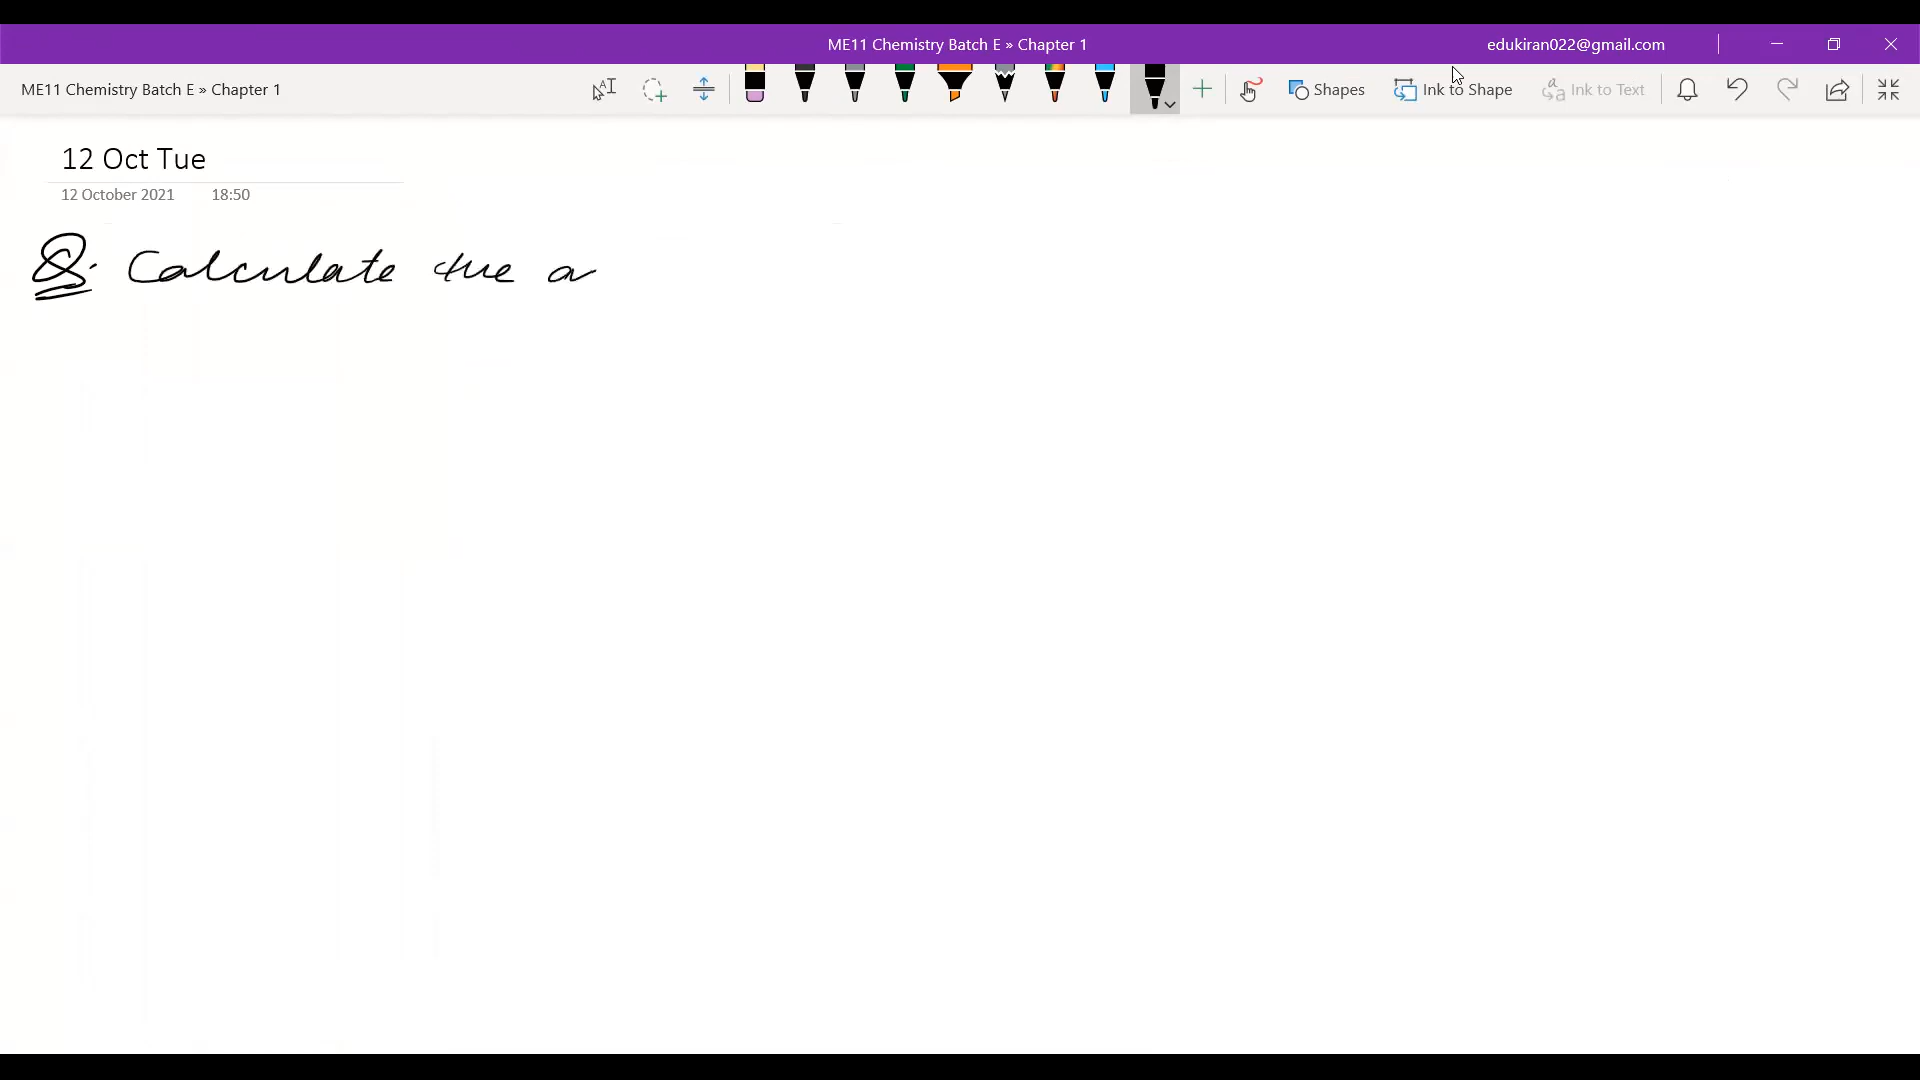 ME11 Chemistry Batch E » Chapter 1
edukiran022@gmail.com
ME11 Chemistry Batch E » Chapter 1
Shapes
Ink to Shape
Ink to Text
12 Oct Tue
12 October 2021 18:50
Q. Calculate the a